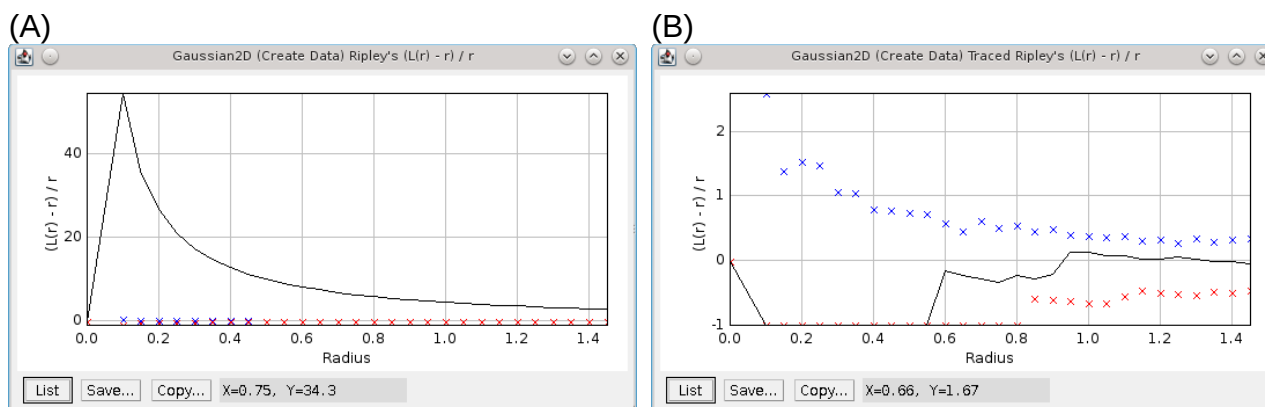 (A)
Gaussian2D (Create Data) Ripley's (L(r) - r) / r
40
20
0
(L(r) - r) / r
0.0 0.2 0.4 0.6 0.8 1.0 1.2 1.4
Radius
List Save... Copy... X=0.75, Y=34.3
(B)
Gaussian2D (Create Data) Traced Ripley's (L(r) - r) / r
2
1
0
-1
(L(r) - r) / r
0.0 0.2 0.4 0.6 0.8 1.0 1.2 1.4
Radius
List Save... Copy... X=0.66, Y=1.67